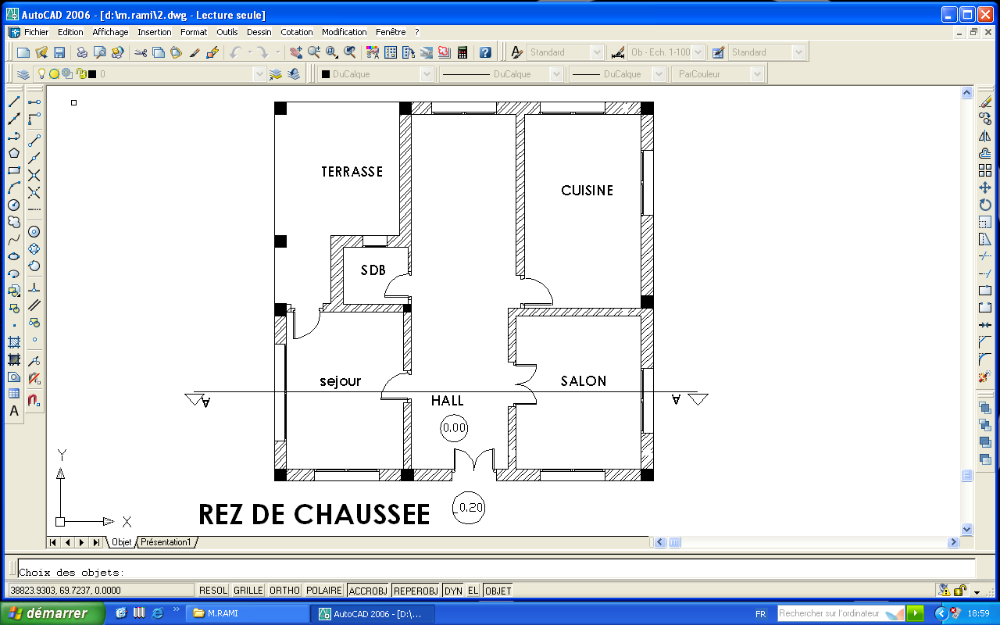 AutoCAD 2006 - [d:\m.rami\2.dwg - Lecture seule]
Fichier Edition Affichage Insertion Format Outils Dessin Cotation Modification Fenêtre ?
Standard Ob - Ech. 1-100 Standard
0 DuCalque DuCalque DuCalque ParCouleur
TERRASSE
CUISINE
SDB
sejour
SALON
HALL
A A
0.00
Y
A
X
REZ DE CHAUSSEE
_0.20
Objet Présentation1
Choix des objets:
38823.9303, 69.7237, 0.0000 RESOL GRILLE ORTHO POLAIRE ACCROBJ REPEROBJ DYN EL OBJET
démarrer M.RAMI AutoCAD 2006 - [D:\... FR Rechercher sur l'ordinateur 18:59